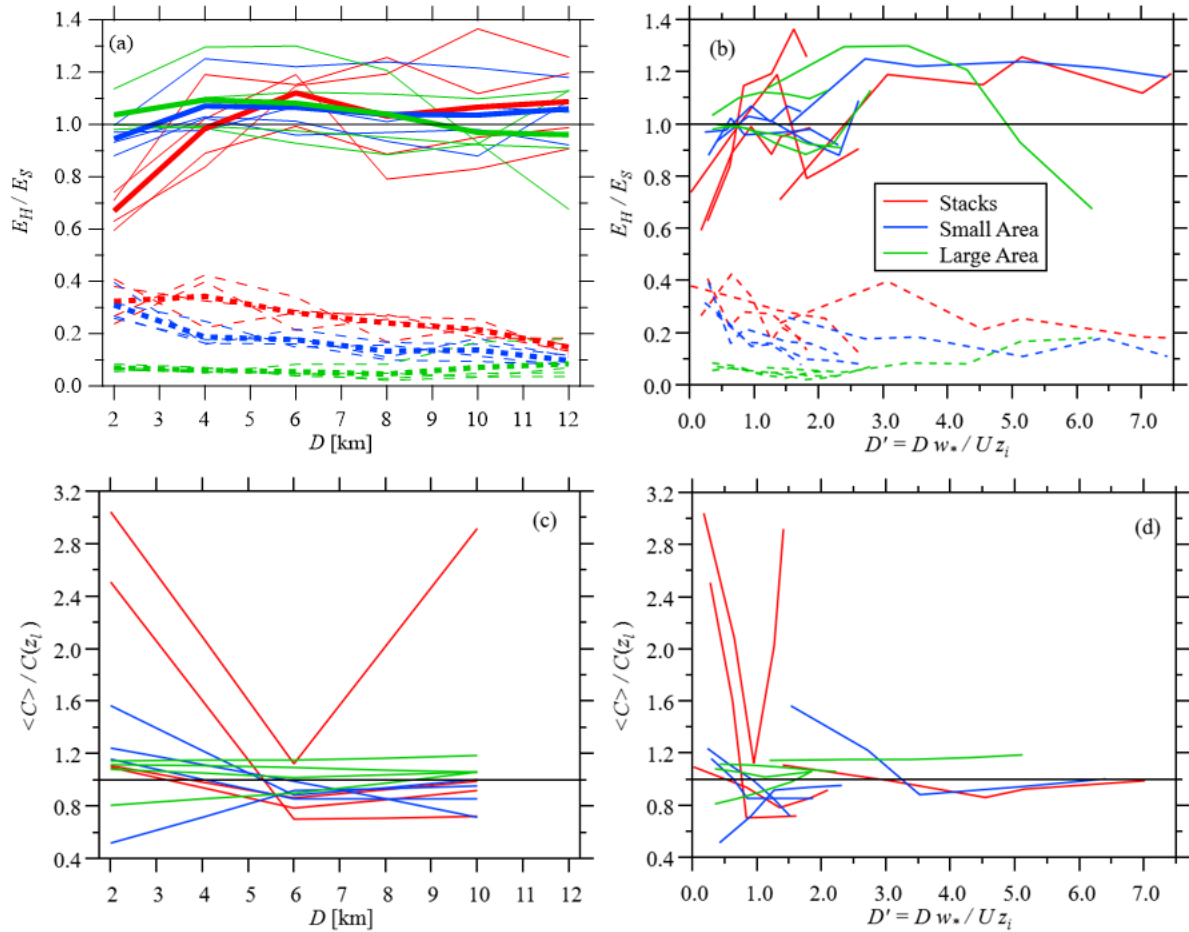 (a)
1.4
1.2
1.0
0.8
0.6
0.4
0.2
0.0
E_H / E_S
2 3 4 5 6 7 8 9 10 11 12
D [km]
(b)
1.4
1.2
1.0
0.8
0.6
0.4
0.2
0.0
E_H / E_S
Stacks
Small Area
Large Area
0.0 1.0 2.0 3.0 4.0 5.0 6.0 7.0
D' = D w* / U z_i
(c)
3.2
2.8
2.4
2.0
1.6
1.2
0.8
0.4
<C> / C(z_l)
2 3 4 5 6 7 8 9 10 11 12
D [km]
(d)
3.2
2.8
2.4
2.0
1.6
1.2
0.8
0.4
<C> / C(z_l)
0.0 1.0 2.0 3.0 4.0 5.0 6.0 7.0
D' = D w* / U z_i